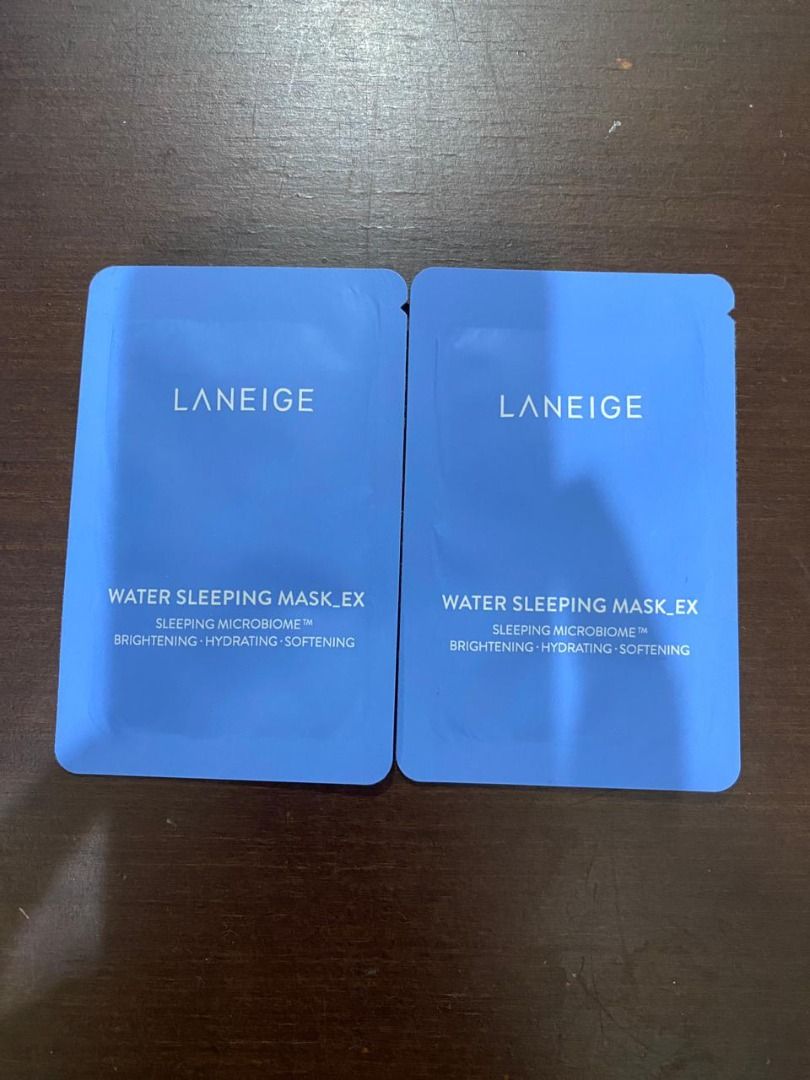 LANEIGE
WATER SLEEPING MASK_EX
SLEEPING MICROBIOME™
BRIGHTENING · HYDRATING · SOFTENING
LANEIGE
WATER SLEEPING MASK_EX
SLEEPING MICROBIOME™
BRIGHTENING · HYDRATING · SOFTENING